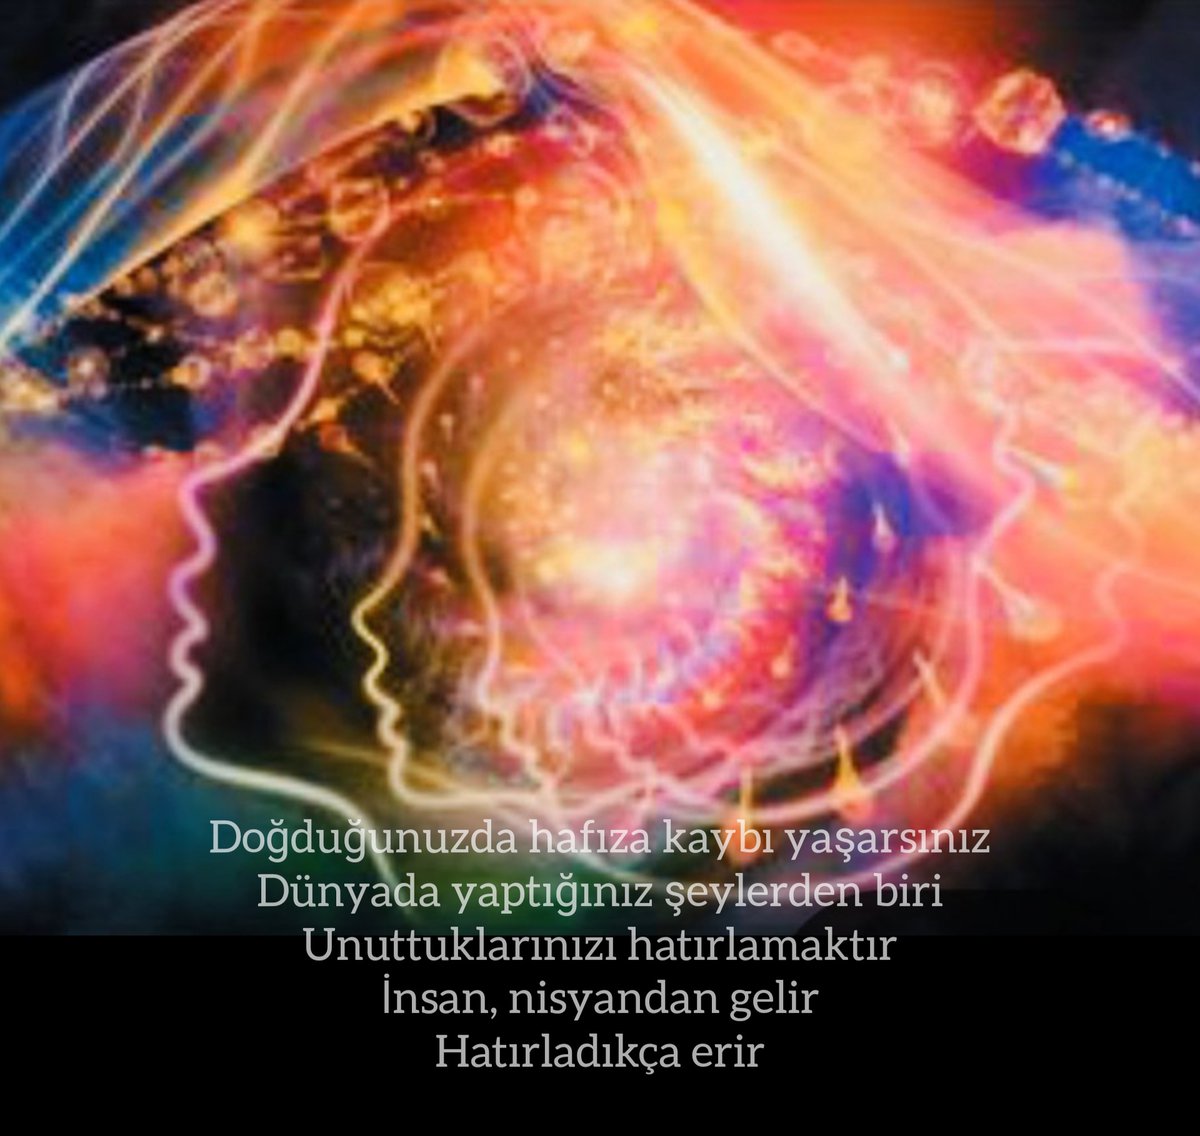 Doğduğunuzda hafıza kaybı yaşarsınız
Dünyada yaptığınız şeylerden biri
Unuttuklarınızı hatırlamaktır
İnsan, nisyandan gelir
Hatırladıkça erir